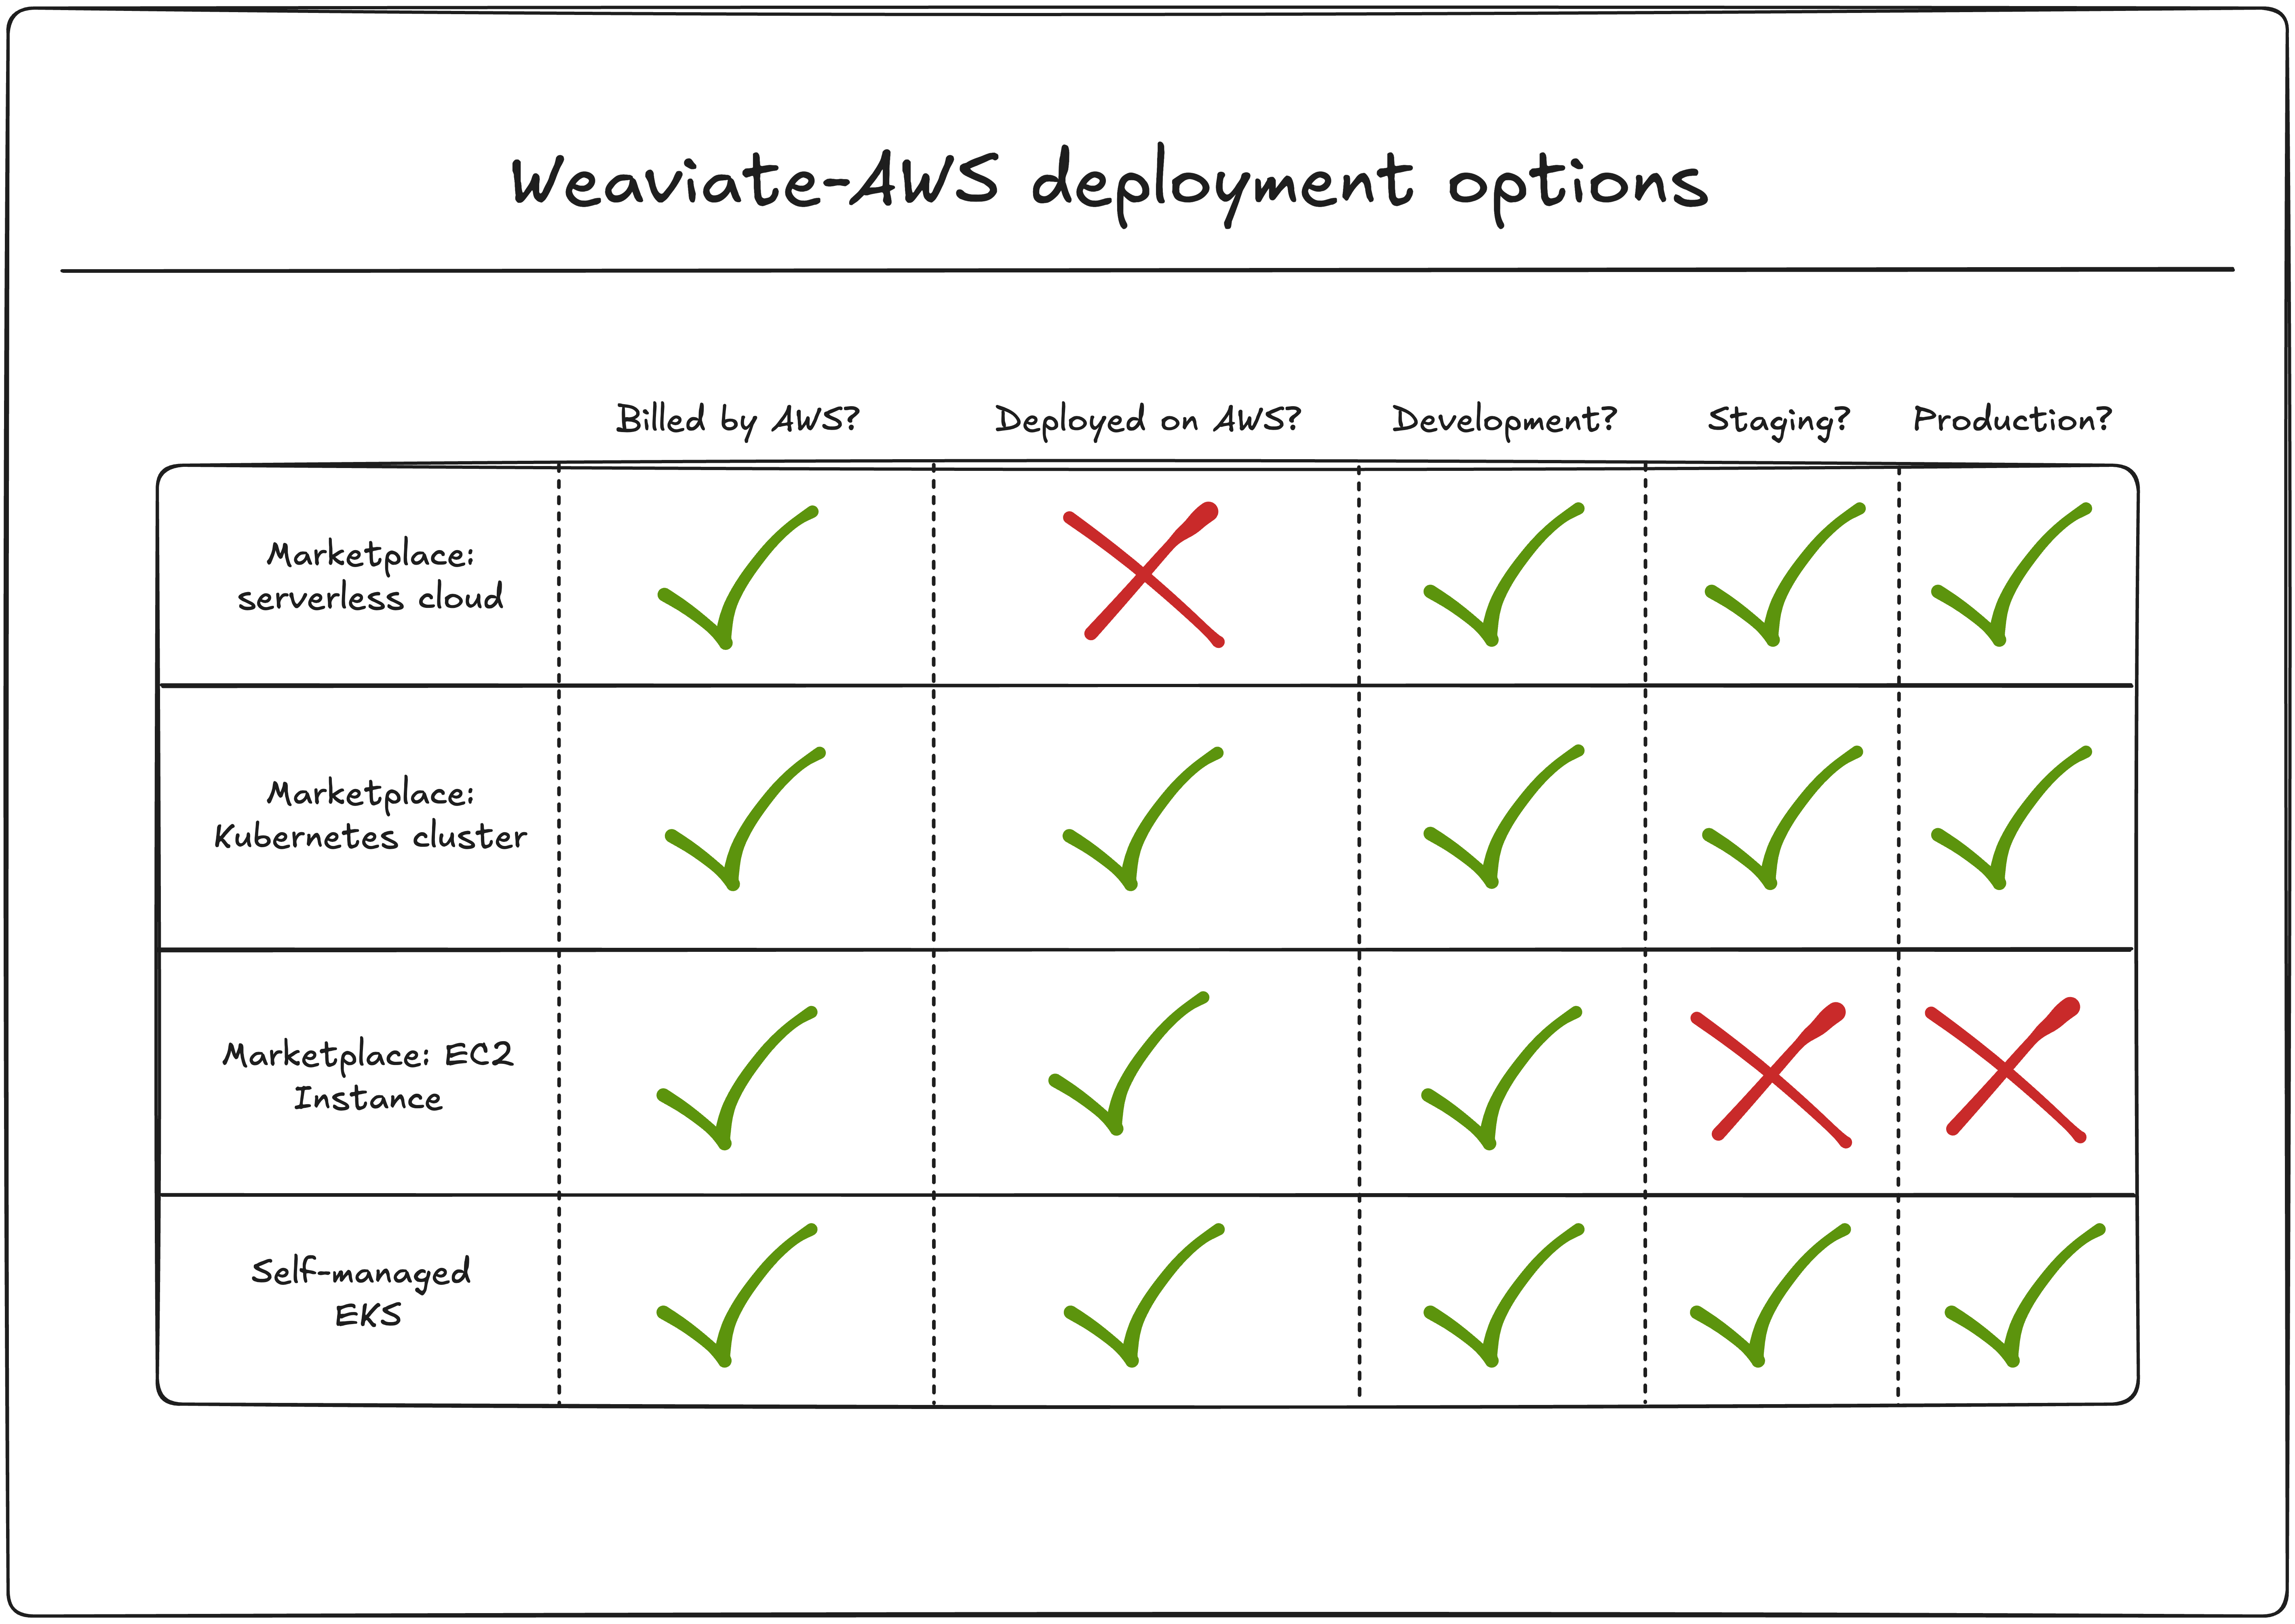 Weaviate-AWS deployment options
Billed by AWS? Deployed on AWS? Development? Staging? Production?
Marketplace:
serverless cloud
Marketplace:
Kubernetes cluster
Marketplace: EC2
Instance
Self-managed
EKS